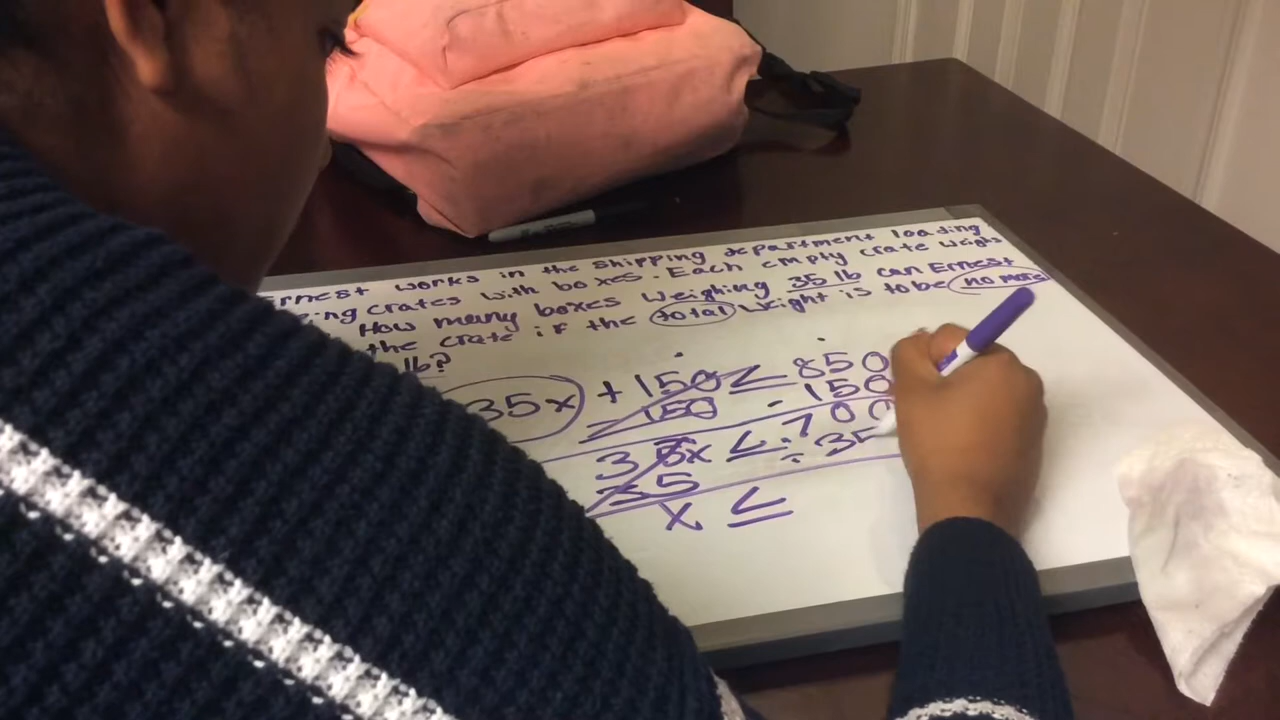 Ernest works in the shipping department loading
ing crates with boxes. Each empty crate weighs
How many boxes weighing 35 lb can Ernest
the crate if the total weight is to be no more
lb?
35x + 150 ≤ 850
150 - 150
35x ≤ 700
35 ÷ 35
x ≤